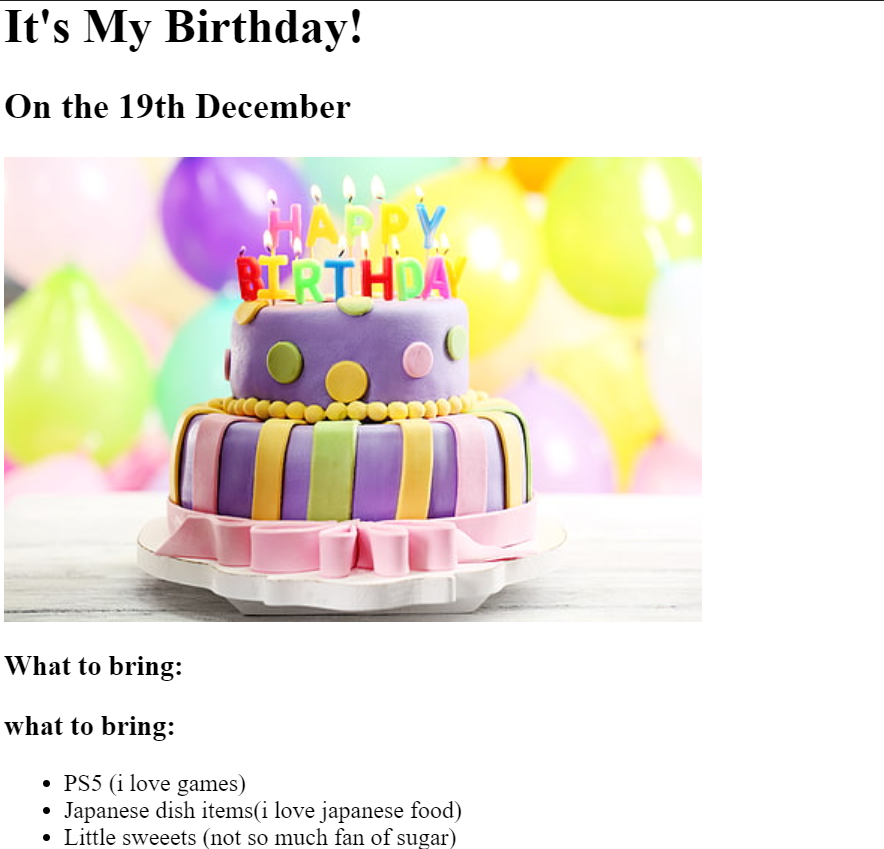 It's My Birthday!
On the 19th December
HAPPY
BIRTHDAY
What to bring:
what to bring:
PS5 (i love games)
Japanese dish items(i love japanese food)
Little sweeets (not so much fan of sugar)